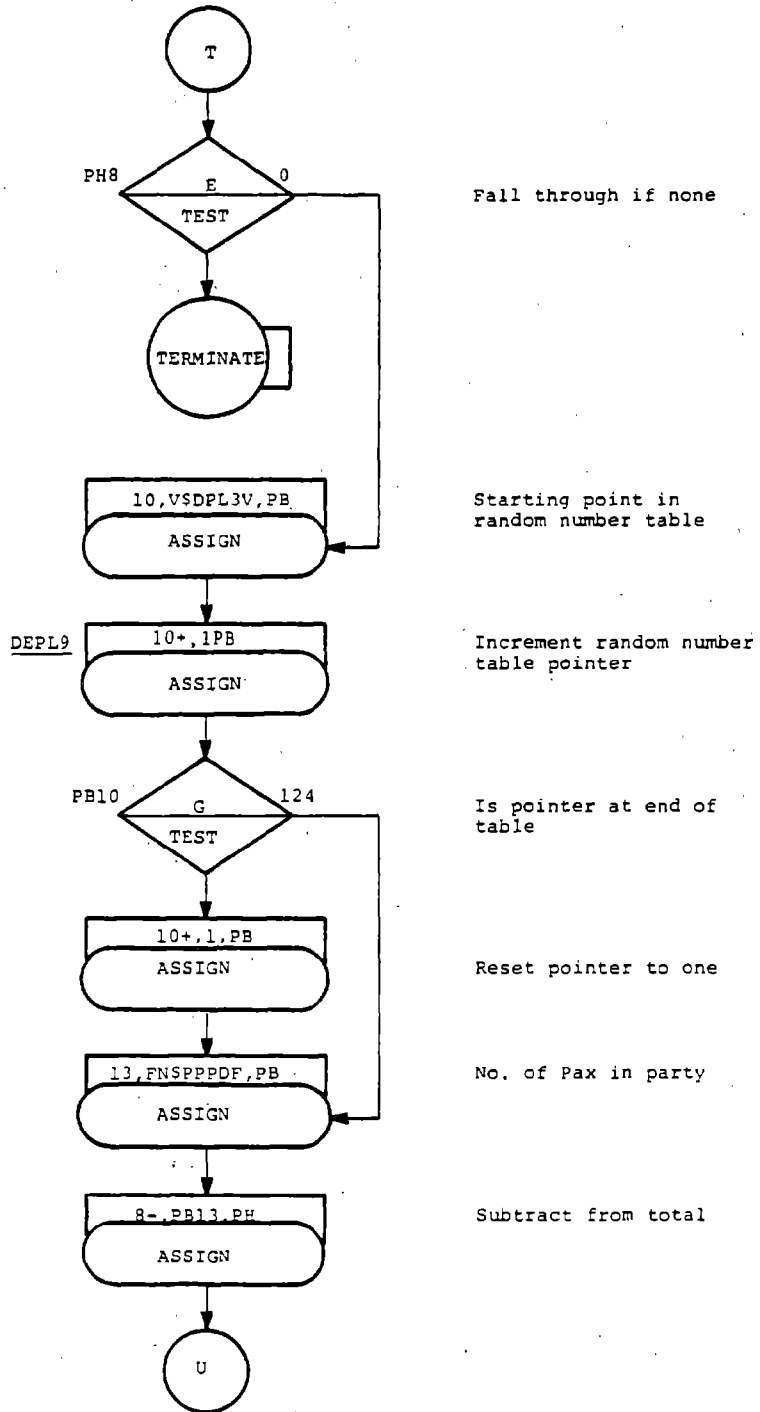 T
PH8
E
0
TEST
Fall through if none
TERMINATE
10,V$DPL3V,PB
ASSIGN
Starting point in
random number table
DEPL9
10+,1PB
ASSIGN
Increment random number
table pointer
PB10
G
124
TEST
Is pointer at end of
table
10+,1,PB
ASSIGN
Reset pointer to one
13,FN$PPPDF,PB
ASSIGN
No. of Pax in party
8-,PB13,PH
ASSIGN
Subtract from total
U